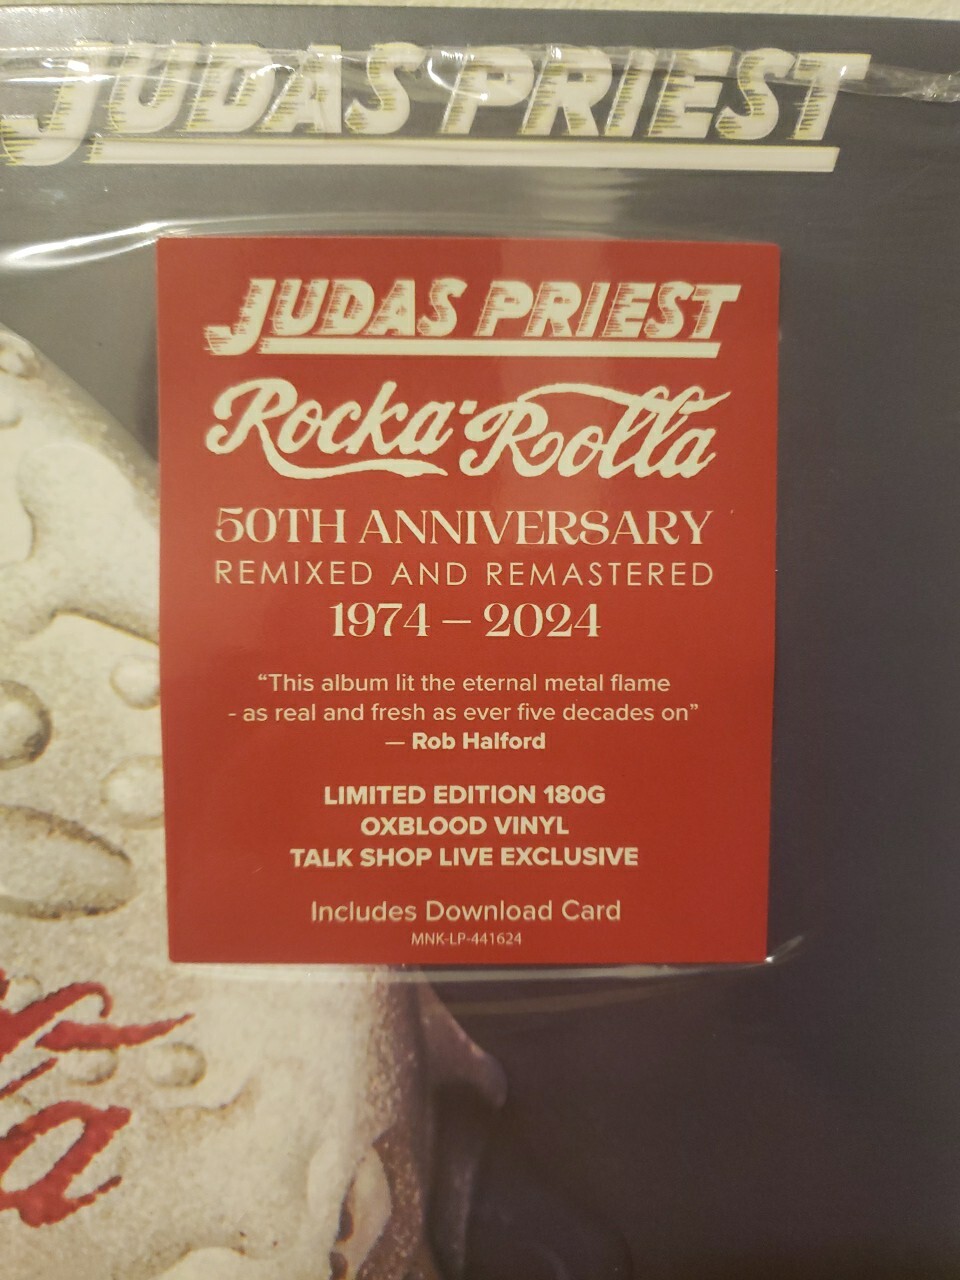 JUDAS PRIEST
JUDAS PRIEST
Rocka Rolla
50TH ANNIVERSARY
REMIXED AND REMASTERED
1974 – 2024
“This album lit the eternal metal flame
- as real and fresh as ever five decades on”
— Rob Halford
LIMITED EDITION 180G
OXBLOOD VINYL
TALK SHOP LIVE EXCLUSIVE
Includes Download Card
MNK-LP-441624